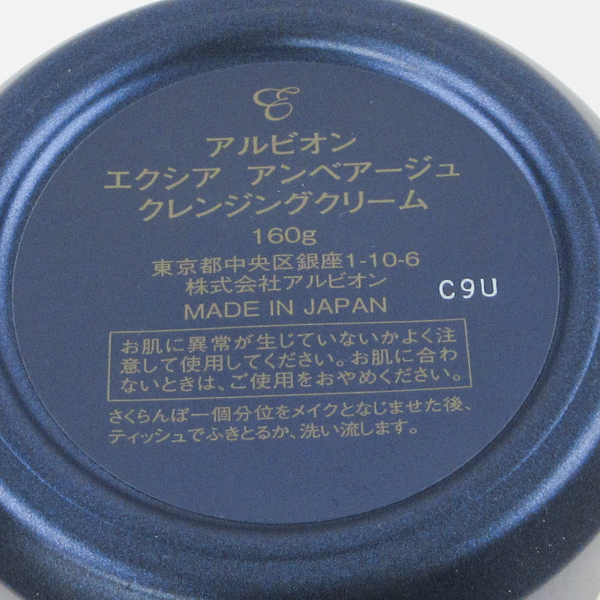 E
アルビオン
エクシア アンベアージュ
クレンジングクリーム
160g
東京都中央区銀座1-10-6
株式会社アルビオン
MADE IN JAPAN
C9U
お肌に異常が生じていないかよく注
意して使用してください。お肌に合わ
ないときは、ご使用をおやめください。
さくらんぼ一個分位をメイクとなじませた後、
ティッシュでふきとるか、洗い流します。